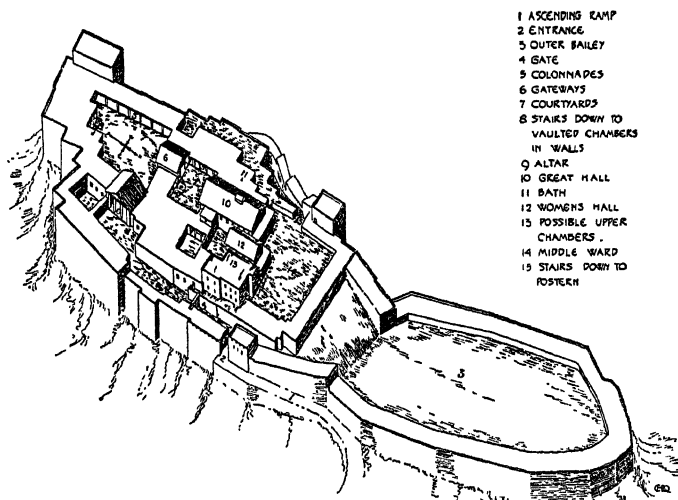 1 ASCENDING RAMP
2 ENTRANCE
3 OUTER BAILEY
4 GATE
5 COLONNADES
6 GATEWAYS
7 COURTYARDS
8 STAIRS DOWN TO
VAULTED CHAMBERS
IN WALLS
9 ALTAR
10 GREAT HALL
11 BATH
12 WOMENS HALL
13 POSSIBLE UPPER
CHAMBERS.
14 MIDDLE WARD
15 STAIRS DOWN TO
POSTERN
6
10
12
13
3